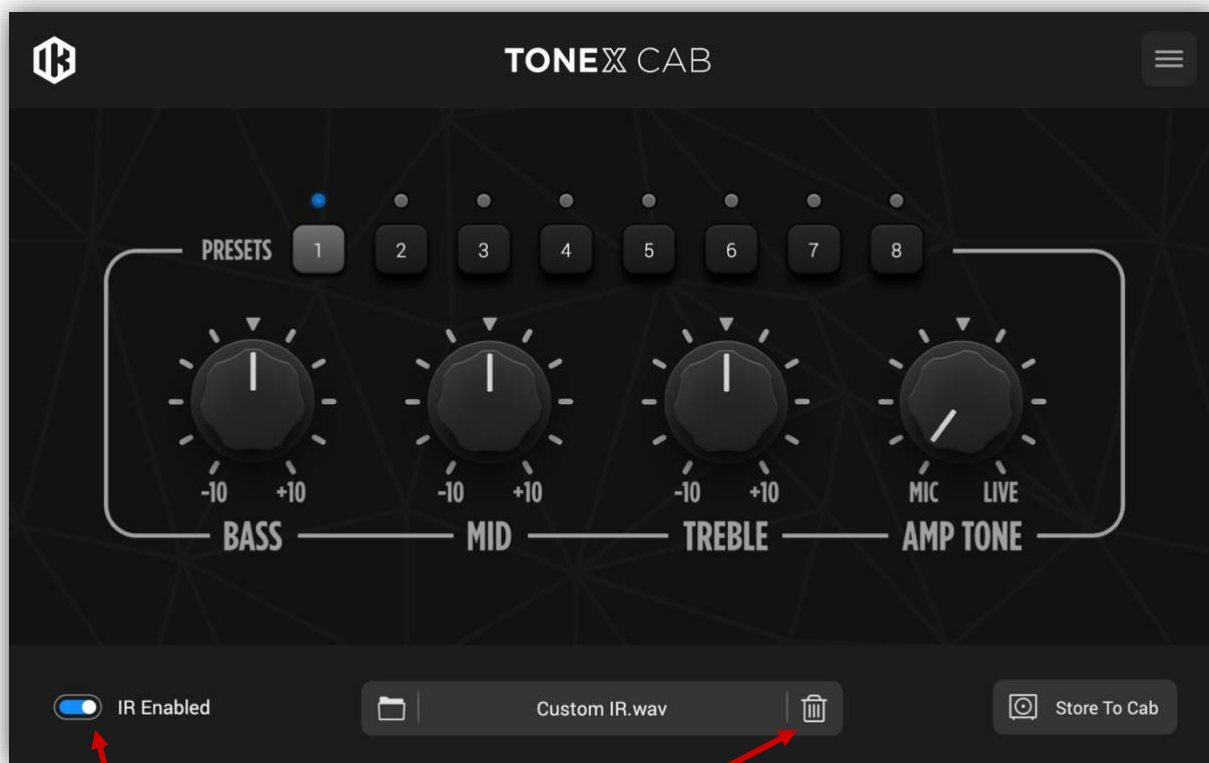 IK
TONEX CAB
PRESETS 1 2 3 4 5 6 7 8
-10 +10 -10 +10 -10 +10 MIC LIVE
BASS MID TREBLE AMP TONE
IR Enabled Custom IR.wav Store To Cab